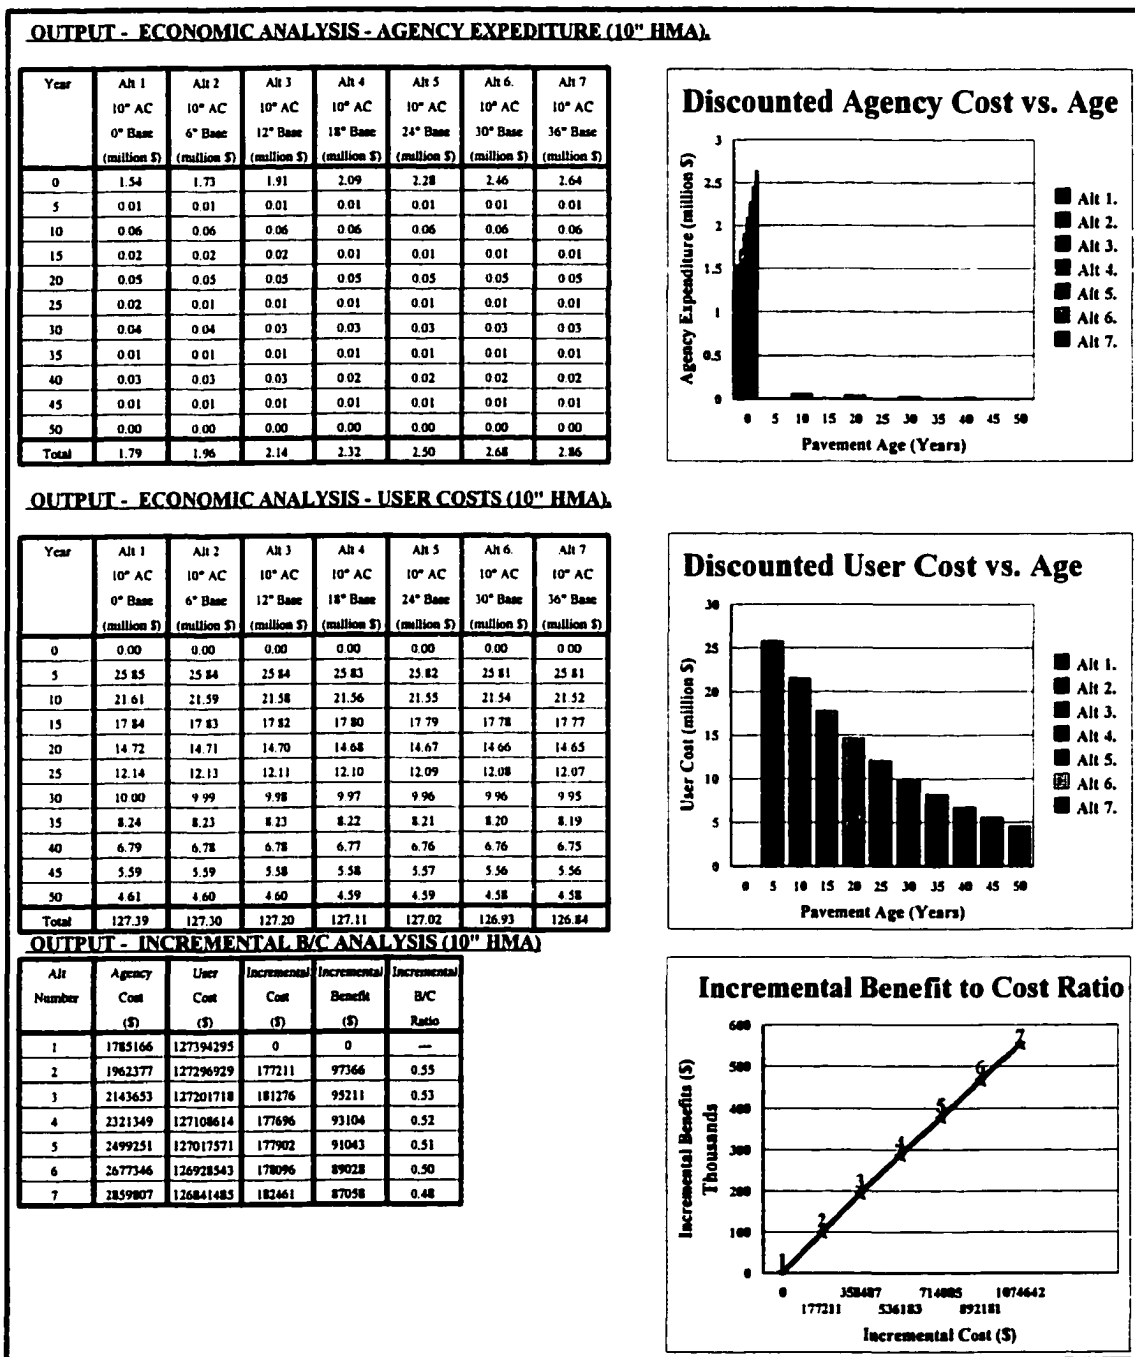 OUTPUT - ECONOMIC ANALYSIS - AGENCY EXPEDITURE (10" HMA).
Year Alt 1 Alt 2 Alt 3 Alt 4 Alt 5 Alt 6. Alt 7
10" AC 10" AC 10" AC 10" AC 10" AC 10" AC 10" AC
0" Base 6" Base 12" Base 18" Base 24" Base 30" Base 36" Base
(million $) (million $) (million $) (million $) (million $) (million $) (million $)
0 1.54 1.73 1.91 2.09 2.28 2.46 2.64
5 0.01 0.01 0.01 0.01 0.01 0.01 0.01
10 0.06 0.06 0.06 0.06 0.06 0.06 0.06
15 0.02 0.02 0.02 0.01 0.01 0.01 0.01
20 0.05 0.05 0.05 0.05 0.05 0.05 0.05
25 0.02 0.01 0.01 0.01 0.01 0.01 0.01
30 0.04 0.04 0.03 0.03 0.03 0.03 0.03
35 0.01 0.01 0.01 0.01 0.01 0.01 0.01
40 0.03 0.03 0.03 0.02 0.02 0.02 0.02
45 0.01 0.01 0.01 0.01 0.01 0.01 0.01
50 0.00 0.00 0.00 0.00 0.00 0.00 0.00
Total 1.79 1.96 2.14 2.32 2.50 2.68 2.86
Discounted Agency Cost vs. Age
Agency Expenditure (million $)
3
2.5
2
1.5
1
0.5
0
0 5 10 15 20 25 30 35 40 45 50
Pavement Age (Years)
Alt 1.
Alt 2.
Alt 3.
Alt 4.
Alt 5.
Alt 6.
Alt 7.
OUTPUT - ECONOMIC ANALYSIS - USER COSTS (10" HMA).
Year Alt 1 Alt 2 Alt 3 Alt 4 Alt 5 Alt 6. Alt 7
10" AC 10" AC 10" AC 10" AC 10" AC 10" AC 10" AC
0" Base 6" Base 12" Base 18" Base 24" Base 30" Base 36" Base
(million $) (million $) (million $) (million $) (million $) (million $) (million $)
0 0.00 0.00 0.00 0.00 0.00 0.00 0.00
5 25.85 25.84 25.84 25.83 25.82 25.81 25.81
10 21.61 21.59 21.58 21.56 21.55 21.54 21.52
15 17.84 17.83 17.82 17.80 17.79 17.78 17.77
20 14.72 14.71 14.70 14.68 14.67 14.66 14.65
25 12.14 12.13 12.11 12.10 12.09 12.08 12.07
30 10.00 9.99 9.98 9.97 9.96 9.96 9.95
35 8.24 8.23 8.23 8.22 8.21 8.20 8.19
40 6.79 6.78 6.78 6.77 6.76 6.76 6.75
45 5.59 5.59 5.58 5.58 5.57 5.56 5.56
50 4.61 4.60 4.60 4.59 4.59 4.58 4.58
Total 127.39 127.30 127.20 127.11 127.02 126.93 126.84
Discounted User Cost vs. Age
User Cost (million $)
30
25
20
15
10
5
0
0 5 10 15 20 25 30 35 40 45 50
Pavement Age (Years)
Alt 1.
Alt 2.
Alt 3.
Alt 4.
Alt 5.
Alt 6.
Alt 7.
OUTPUT - INCREMENTAL B/C ANALYSIS (10" HMA)
Alt Agency User Incremental Incremental Incremental
Number Cost Cost Cost Benefit B/C
($) ($) ($) ($) Ratio
1 1785166 127394295 0 0 ---
2 1962377 127296929 177211 97366 0.55
3 2143653 127201718 181276 95211 0.53
4 2321349 127108614 177696 93104 0.52
5 2499251 127017571 177902 91043 0.51
6 2677346 126928543 178096 89028 0.50
7 2859807 126841485 182461 87058 0.48
Incremental Benefit to Cost Ratio
Incremental Benefits ($)
Thousands
600
500
400
300
200
100
0
1 2 3 4 5 6 7
0 358487 714085 1074642
177211 536183 892181
Incremental Cost ($)